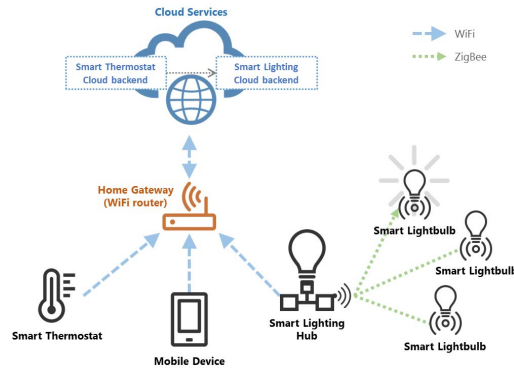 Cloud Services
WiFi
ZigBee
Smart Thermostat
Cloud backend
Smart Lighting
Cloud backend
Home Gateway
(WiFi router)
Smart Lightbulb
Smart Lightbulb
Smart Lightbulb
Smart Thermostat
Smart Lighting
Hub
Mobile Device